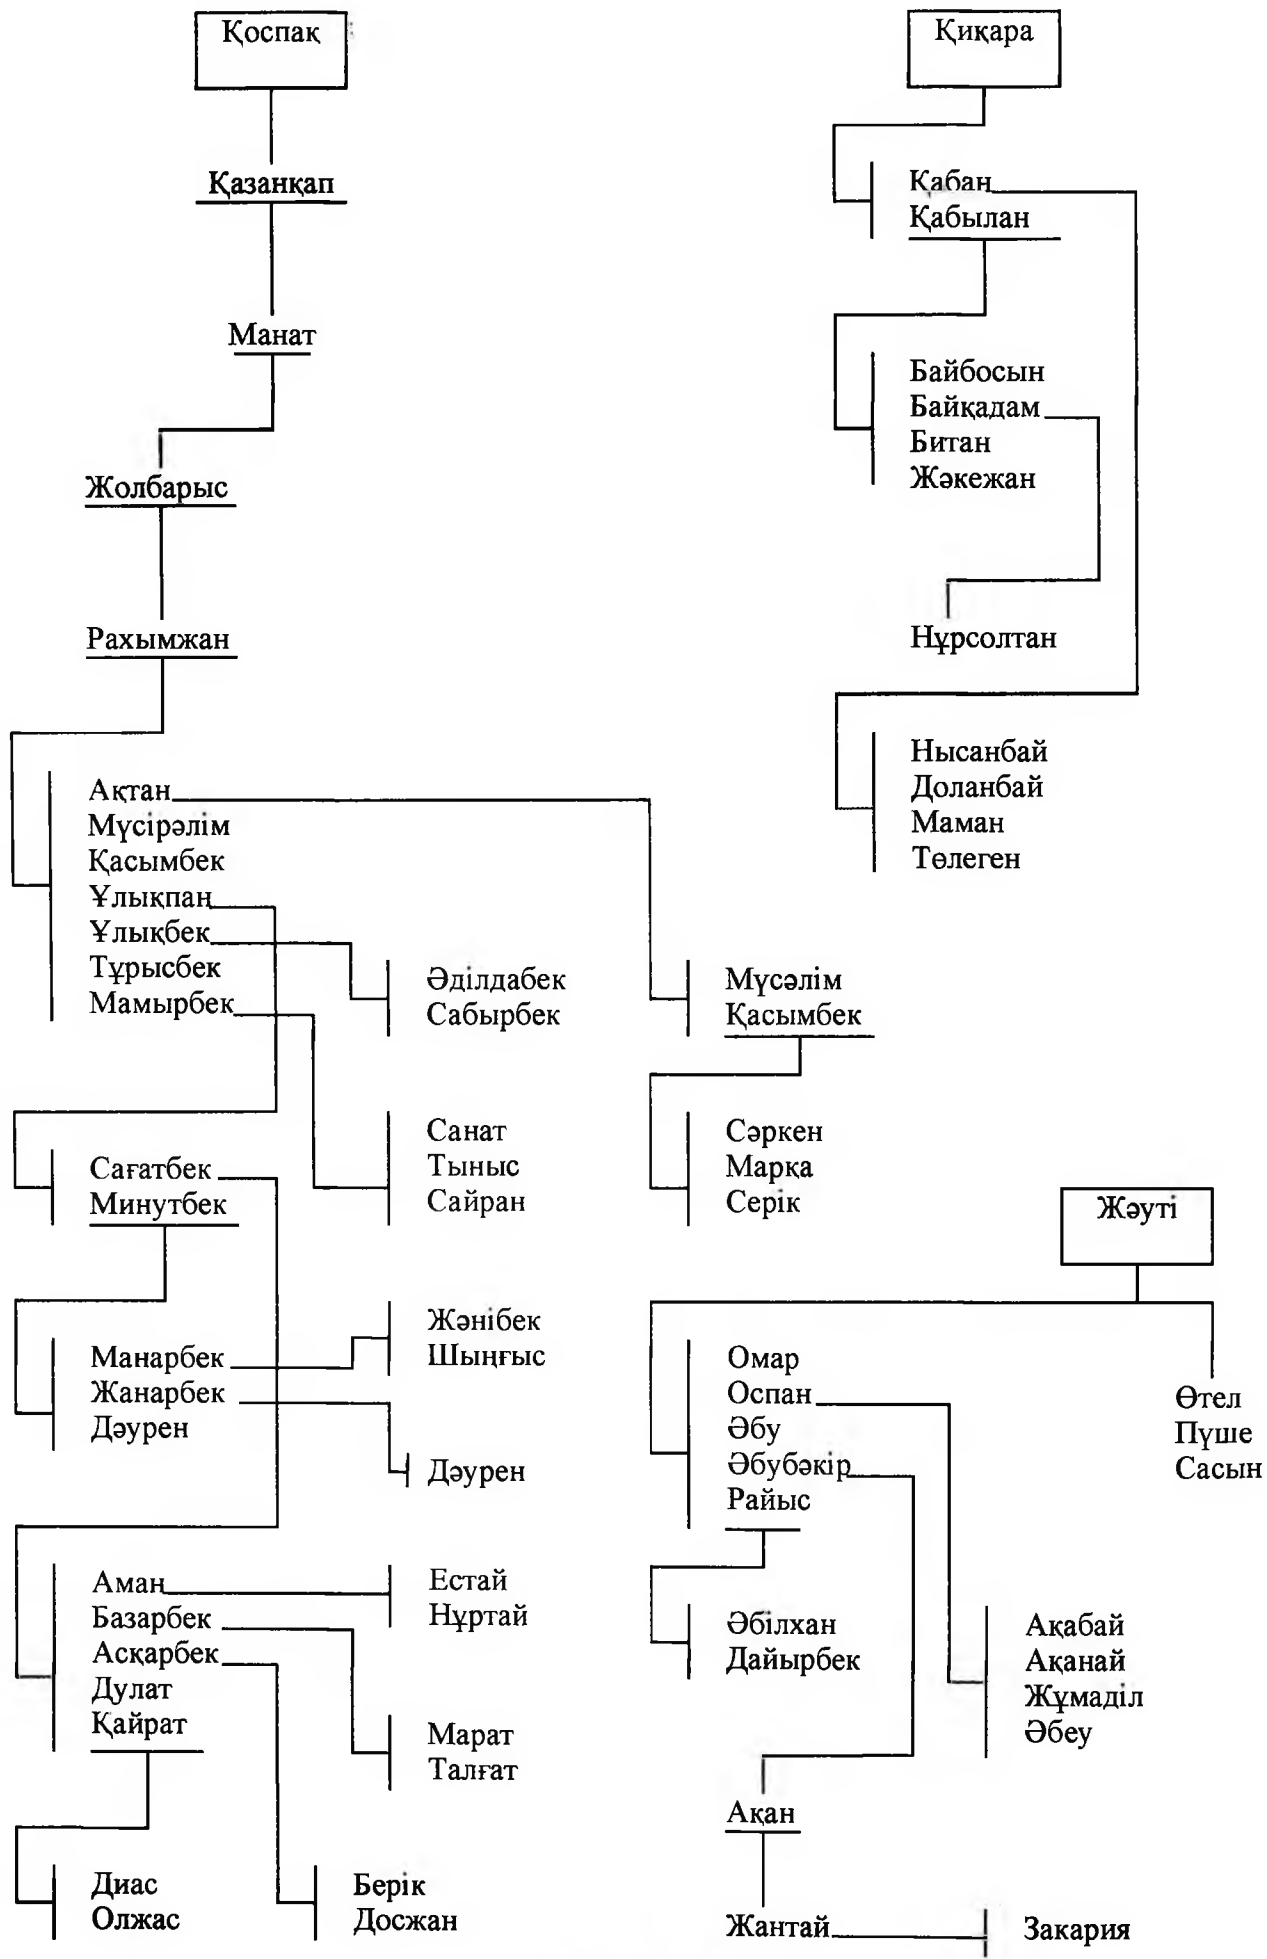 Қоспақ
Қазанқап
Манат
Жолбарыс
Рахымжан
Ақтан
Мүсірәлім
Қасымбек
Ұлықпан
Ұлықбек
Тұрысбек
Мамырбек
Әділдабек
Сабырбек
Мүсәлім
Қасымбек
Санат
Тыныс
Сайран
Сәркен
Марқа
Серік
Сағатбек
Минутбек
Манарбек
Жанарбек
Дәурен
Жәнібек
Шыңғыс
Дәурен
Аман
Базарбек
Асқарбек
Дулат
Қайрат
Естай
Нұртай
Марат
Талғат
Диас
Олжас
Берік
Досжан
Қиқара
Қабан
Қабылан
Байбосын
Байқадам
Битан
Жәкежан
Нұрсолтан
Нысанбай
Доланбай
Маман
Төлеген
Жәуті
Омар
Оспан
Әбу
Әбубәкір
Райыс
Өтел
Пүше
Сасын
Әбілхан
Дайырбек
Ақабай
Ақанай
Жұмаділ
Әбеу
Ақан
Жантай
Закария